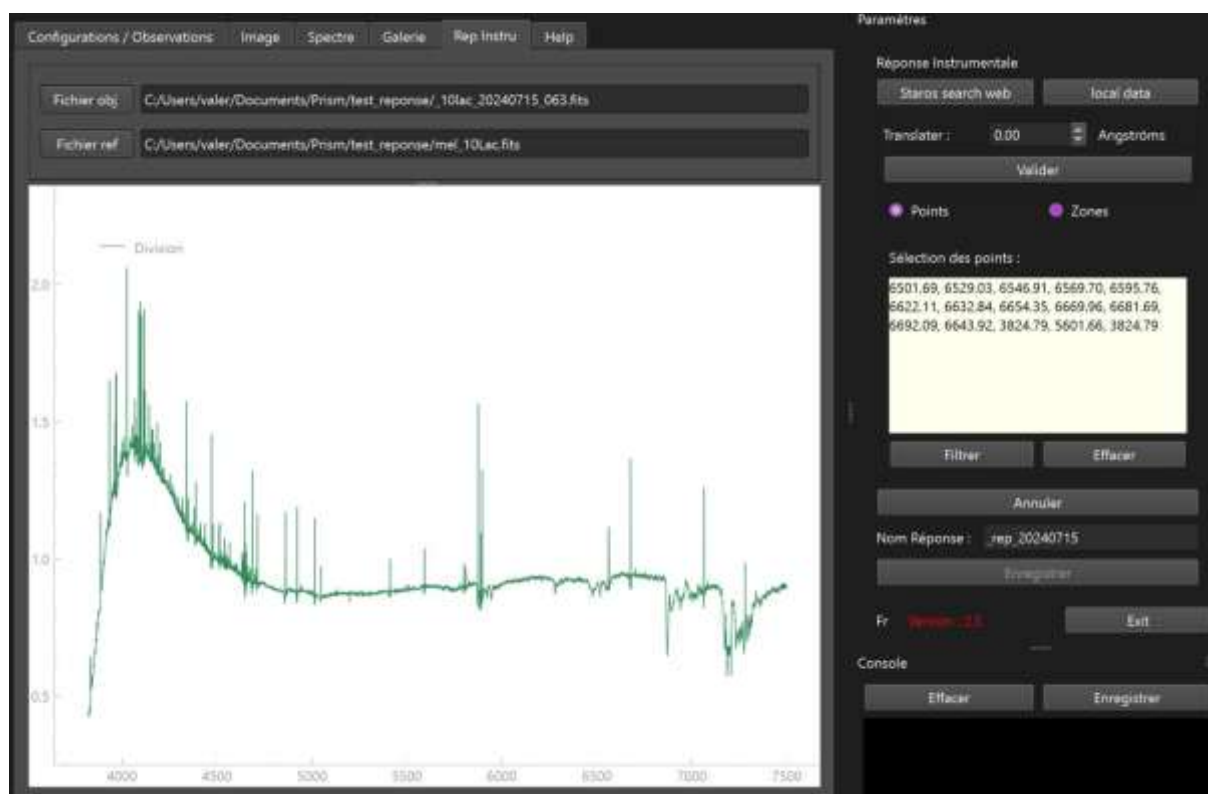 Configurations / Observations Image Spectre Galerie Rep Instru Help
Fichier obj C:/Users/valer/Documents/Prism/test_reponse/_10lac_20240715_063.fits
Fichier ref C:/Users/valer/Documents/Prism/test_reponse/mel_10Lac.fits
Division
2.0
1.5
1.0
0.5
4000 4500 5000 5500 6000 6500 7000 7500
Paramètres
Réponse Instrumentale
Staros search web local data
Translater : 0.00 Angströms
Valider
Points Zones
Sélection des points :
6501.69, 6529.03, 6546.91, 6569.70, 6595.76,
6622.11, 6632.84, 6654.35, 6669.96, 6681.69,
6692.09, 6643.92, 3824.79, 5601.66, 3824.79
Filtrer Effacer
Annuler
Nom Réponse : _rep_20240715
Enregistrer
Fr Version : 2.5
Exit
Console
Effacer Enregistrer